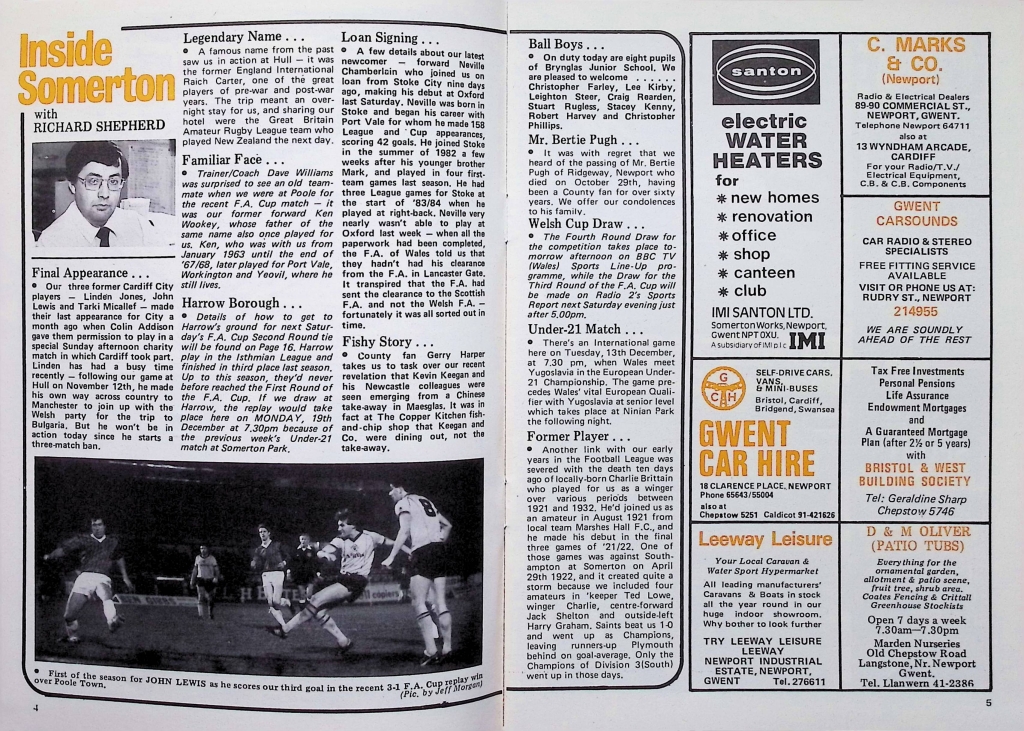 Inside
Somerton
with
RICHARD SHEPHERD
Final Appearance . . .
• Our three former Cardiff City
players — Linden Jones, John
Lewis and Tarki Micallef — made
their last appearance for City a
month ago when Colin Addison
gave them permission to play in a
special Sunday afternoon charity
match in which Cardiff took part.
Linden has had a busy time
recently — following our game at
Hull on November 12th, he made
his own way across country to
Manchester to join up with the
Welsh party for the trip to
Bulgaria. But he won't be in
action today since he starts a
three-match ban.
Legendary Name . . .
• A famous name from the past
saw us in action at Hull — it was
the former England International
Raich Carter, one of the great
players of pre-war and post-war
years. The trip meant an over-
night stay for us, and sharing our
hotel were the Great Britain
Amateur Rugby League team who
played New Zealand the next day.
Familiar Face . . .
• Trainer/Coach Dave Williams
was surprised to see an old team-
mate when we were at Poole for
the recent F.A. Cup match — it
was our former forward Ken
Wookey, whose father of the
same name also once played for
us. Ken, who was with us from
January 1963 until the end of
'67/68, later played for Port Vale,
Workington and Yeovil, where he
still lives.
Harrow Borough . . .
• Details of how to get to
Harrow's ground for next Satur-
day's F.A. Cup Second Round tie
will be found on Page 16. Harrow
play in the Isthmian League and
finished in third place last season.
Up to this season, they'd never
before reached the First Round of
the F.A. Cup. If we draw at
Harrow, the replay would take
place here on MONDAY, 19th
December at 7.30pm because of
the previous week's Under-21
match at Somerton Park.
Loan Signing . . .
• A few details about our latest
newcomer — forward Neville
Chamberlain who joined us on
loan from Stoke City nine days
ago, making his debut at Oxford
last Saturday. Neville was born in
Stoke and began his career with
Port Vale for whom he made 158
League and Cup appearances,
scoring 42 goals. He joined Stoke
in the summer of 1982 a few
weeks after his younger brother
Mark, and played in four first-
team games last season. He had
three League games for Stoke at
the start of '83/84 when he
played at right-back. Neville very
nearly wasn't able to play at
Oxford last week — when all the
paperwork had been completed,
the F.A. of Wales told us that
they hadn't had his clearance
from the F.A. in Lancaster Gate.
It transpired that the F.A. had
sent the clearance to the Scottish
F.A. and not the Welsh F.A. —
fortunately it was all sorted out in
time.
Fishy Story . . .
• County fan Gerry Harper
takes us to task over our recent
revelation that Kevin Keegan and
his Newcastle colleagues were
seen emerging from a Chinese
take-away in Maesglas. It was in
fact at The Copper Kitchen fish-
and-chip shop that Keegan and
Co. were dining out, not the
take-away.
• First of the season for JOHN LEWIS as he scores our third goal in the recent 3-1 F.A. Cup replay win
over Poole Town.
(Pic. by Jeff Morgan)
4
Ball Boys . . .
• On duty today are eight pupils
of Brynglas Junior School. We
are pleased to welcome . . . . . . .
Christopher Farley, Lee Kirby,
Leighton Steer, Craig Rearden,
Stuart Rugless, Stacey Kenny,
Robert Harvey and Christopher
Phillips.
Mr. Bertie Pugh . . .
• It was with regret that we
heard of the passing of Mr. Bertie
Pugh of Ridgeway, Newport who
died on October 29th, having
been a County fan for over sixty
years. We offer our condolences
to his family.
Welsh Cup Draw . . .
• The Fourth Round Draw for
the competition takes place to-
morrow afternoon on BBC TV
(Wales) Sports Line-Up pro-
gramme, while the Draw for the
Third Round of the F.A. Cup will
be made on Radio 2's Sports
Report next Saturday evening just
after 5.00pm.
Under-21 Match . . .
• There's an International game
here on Tuesday, 13th December,
at 7.30 pm, when Wales meet
Yugoslavia in the European Under-
21 Championship. The game pre-
cedes Wales' vital European Quali-
fier with Yugoslavia at senior level
which takes place at Ninian Park
the following night.
Former Player . . .
• Another link with our early
years in the Football League was
severed with the death ten days
ago of locally-born Charlie Brittain
who played for us as a winger
over various periods between
1921 and 1932. He'd joined us as
an amateur in August 1921 from
local team Marshes Hall F.C., and
he made his debut in the final
three games of '21/22. One of
those games was against South-
ampton at Somerton on April
29th 1922, and it created quite a
storm because we included four
amateurs in 'keeper Ted Lowe,
winger Charlie, centre-forward
Jack Shelton and outside-left
Harry Graham. Saints beat us 1-0
and went up as Champions,
leaving runners-up Plymouth
behind on goal-average. Only the
Champions of Division 3(South)
went up in those days.
santon
electric
WATER
HEATERS
for
* new homes
* renovation
* office
* shop
* canteen
* club
IMI SANTON LTD.
Somerton Works, Newport,
Gwent NPT 0XU.
A subsidiary of IMI plc
IMI
C. MARKS
& CO.
(Newport)
Radio & Electrical Dealers
89-90 COMMERCIAL ST.,
NEWPORT, GWENT.
Telephone Newport 64711
also at
13 WYNDHAM ARCADE,
CARDIFF
For your Radio/T.V./
Electrical Equipment,
C.B. & C.B. Components
GWENT
CARSOUNDS
CAR RADIO & STEREO
SPECIALISTS
FREE FITTING SERVICE
AVAILABLE
VISIT OR PHONE US AT:
RUDRY ST., NEWPORT
214955
WE ARE SOUNDLY
AHEAD OF THE REST
G
C H
SELF-DRIVE CARS,
VANS,
& MINI-BUSES
Bristol, Cardiff,
Bridgend, Swansea
GWENT
CAR HIRE
18 CLARENCE PLACE, NEWPORT
Phone 65643/55004
also at
Chepstow 5251 Caldicot 91-421626
Tax Free Investments
Personal Pensions
Life Assurance
Endowment Mortgages
and
A Guaranteed Mortgage
Plan (after 2½ or 5 years)
with
BRISTOL & WEST
BUILDING SOCIETY
Tel: Geraldine Sharp
Chepstow 5746
Leeway Leisure
Your Local Caravan &
Water Sport Hypermarket
All leading manufacturers'
Caravans & Boats in stock
all the year round in our
huge indoor showroom.
Why bother to look further
TRY LEEWAY LEISURE
LEEWAY
NEWPORT INDUSTRIAL
ESTATE, NEWPORT,
GWENT Tel. 276611
D & M OLIVER
(PATIO TUBS)
Everything for the
ornamental garden,
allotment & patio scene,
fruit tree, shrub area.
Coates Fencing & Crittall
Greenhouse Stockists
Open 7 days a week
7.30am—7.30pm
Marden Nurseries
Old Chepstow Road
Langstone, Nr. Newport
Gwent.
Tel. Llanwern 41-2386
5